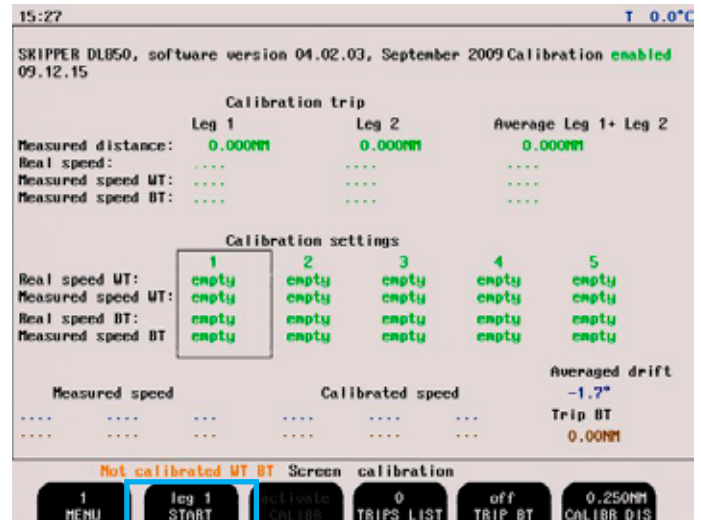 15:27 T 0.0°C
SKIPPER DL850, software version 04.02.03, September 2009 Calibration enabled
09.12.15
Calibration trip
Leg 1 Leg 2 Average Leg 1+ Leg 2
Measured distance: 0.000NM 0.000NM 0.000NM
Real speed: .... .... ....
Measured speed WT: .... .... ....
Measured speed BT: .... .... ....
Calibration settings
1 2 3 4 5
Real speed WT: empty empty empty empty empty
Measured speed WT: empty empty empty empty empty
Real speed BT: empty empty empty empty empty
Measured speed BT empty empty empty empty empty
Averaged drift
Measured speed Calibrated speed -1.7°
.... .... ... .... .... ... Trip BT
.... .... ... .... .... ... 0.00NM
Not calibrated WT BT Screen calibration
1 leg 1 activate 0 off 0.250NM
MENU START CALIBR TRIPS LIST TRIP BT CALIBR DIS